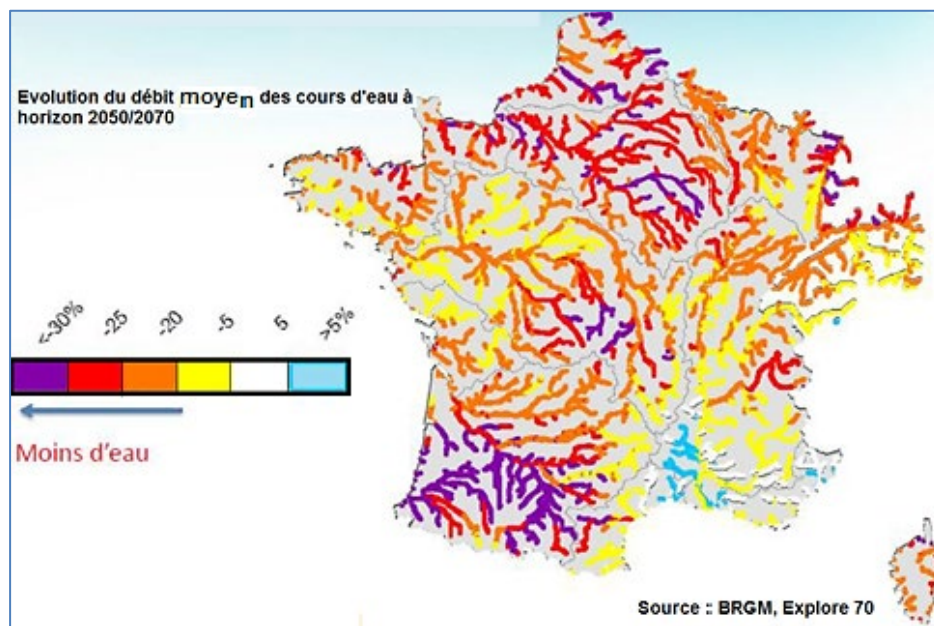 Evolution du débit moyen des cours d'eau à
horizon 2050/2070
<-30% -25 -20 -5 5 >5%
Moins d'eau
Source : BRGM, Explore 70